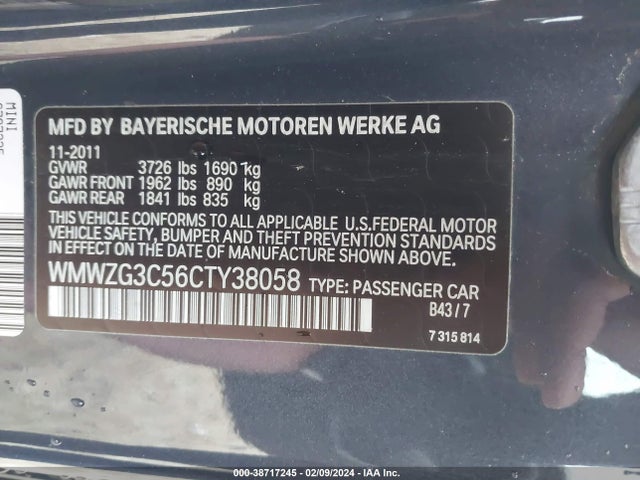 MINI
MFD BY BAYERISCHE MOTOREN WERKE AG
11-2011
GVWR 3726 lbs 1690 kg
GAWR FRONT 1962 lbs 890 kg
GAWR REAR 1841 lbs 835 kg
THIS VEHICLE CONFORMS TO ALL APPLICABLE U.S.FEDERAL MOTOR
VEHICLE SAFETY, BUMPER AND THEFT PREVENTION STANDARDS
IN EFFECT ON THE DATE OF MANUFACTURE SHOWN ABOVE.
WMWZG3C56CTY38058 TYPE: PASSENGER CAR
B43/7
7 315 814
000-38717245 - 02/09/2024 - IAA Inc.